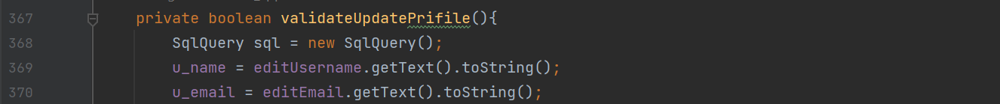 367 private boolean validateUpdatePrifile(){
368 SqlQuery sql = new SqlQuery();
369 u_name = editUsername.getText().toString();
370 u_email = editEmail.getText().toString();